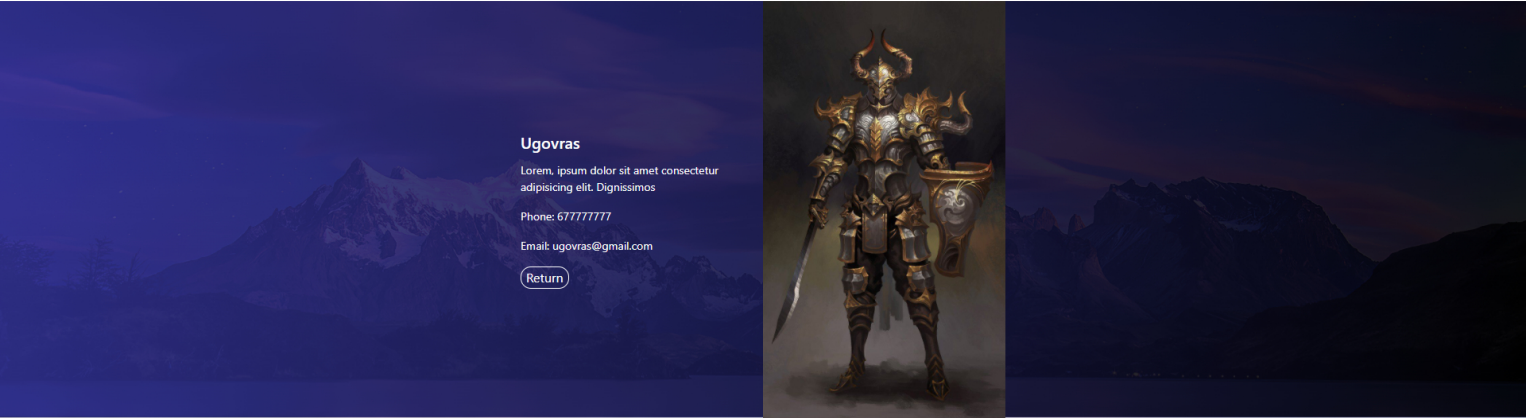 Ugovras
Lorem, ipsum dolor sit amet consectetur
adipisicing elit. Dignissimos
Phone: 677777777
Email: ugovras@gmail.com
Return